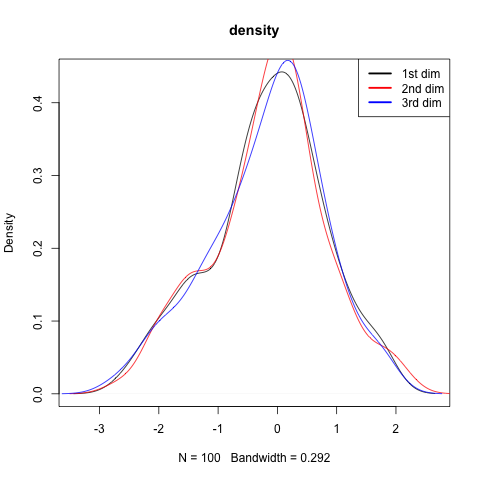 density
1st dim
2nd dim
3rd dim
Density
0.0
0.1
0.2
0.3
0.4
-3 -2 -1 0 1 2
N = 100 Bandwidth = 0.292